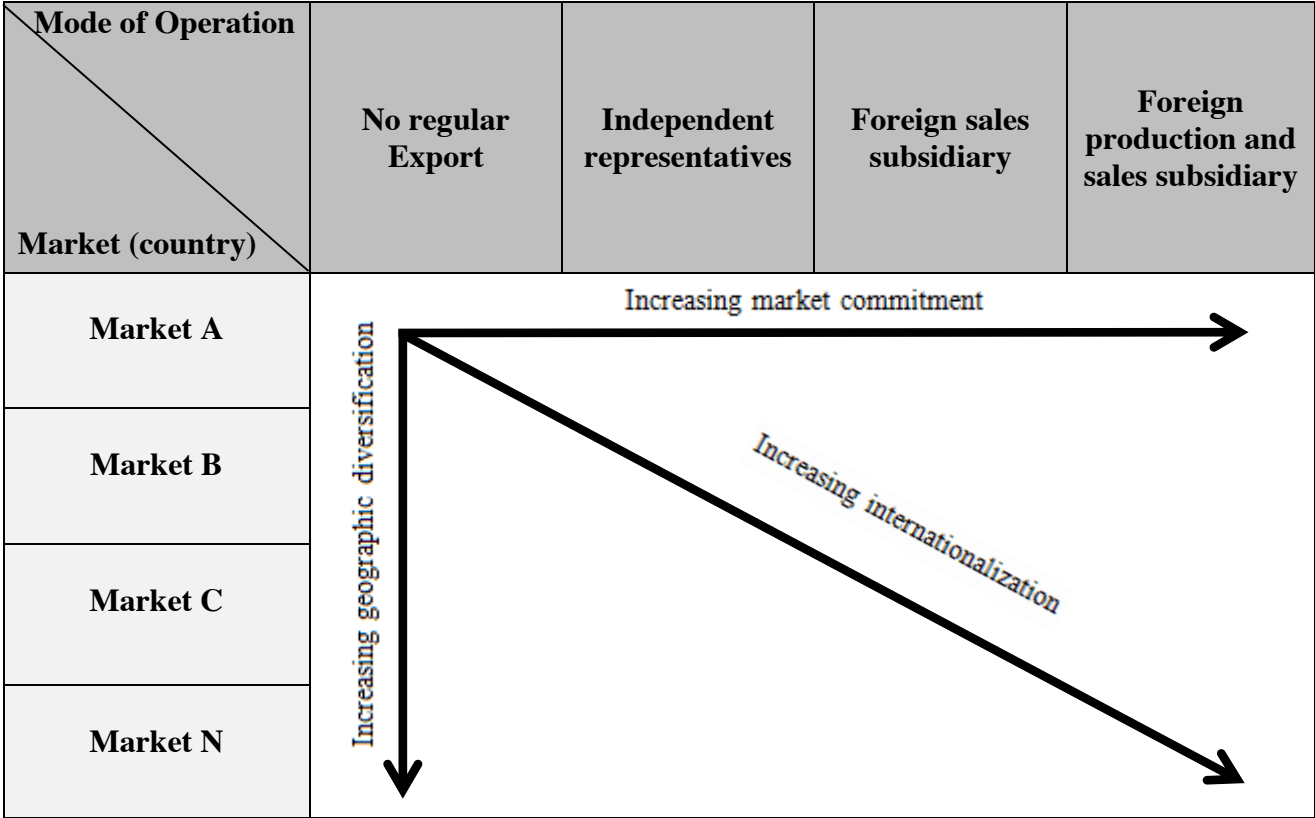 Mode of Operation
Market (country)
No regular
Export
Independent
representatives
Foreign sales
subsidiary
Foreign
production and
sales subsidiary
Market A
Market B
Market C
Market N
Increasing market commitment
Increasing geographic diversification
Increasing internationalization